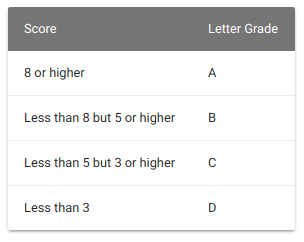 Score Letter Grade
8 or higher A
Less than 8 but 5 or higher B
Less than 5 but 3 or higher C
Less than 3 D